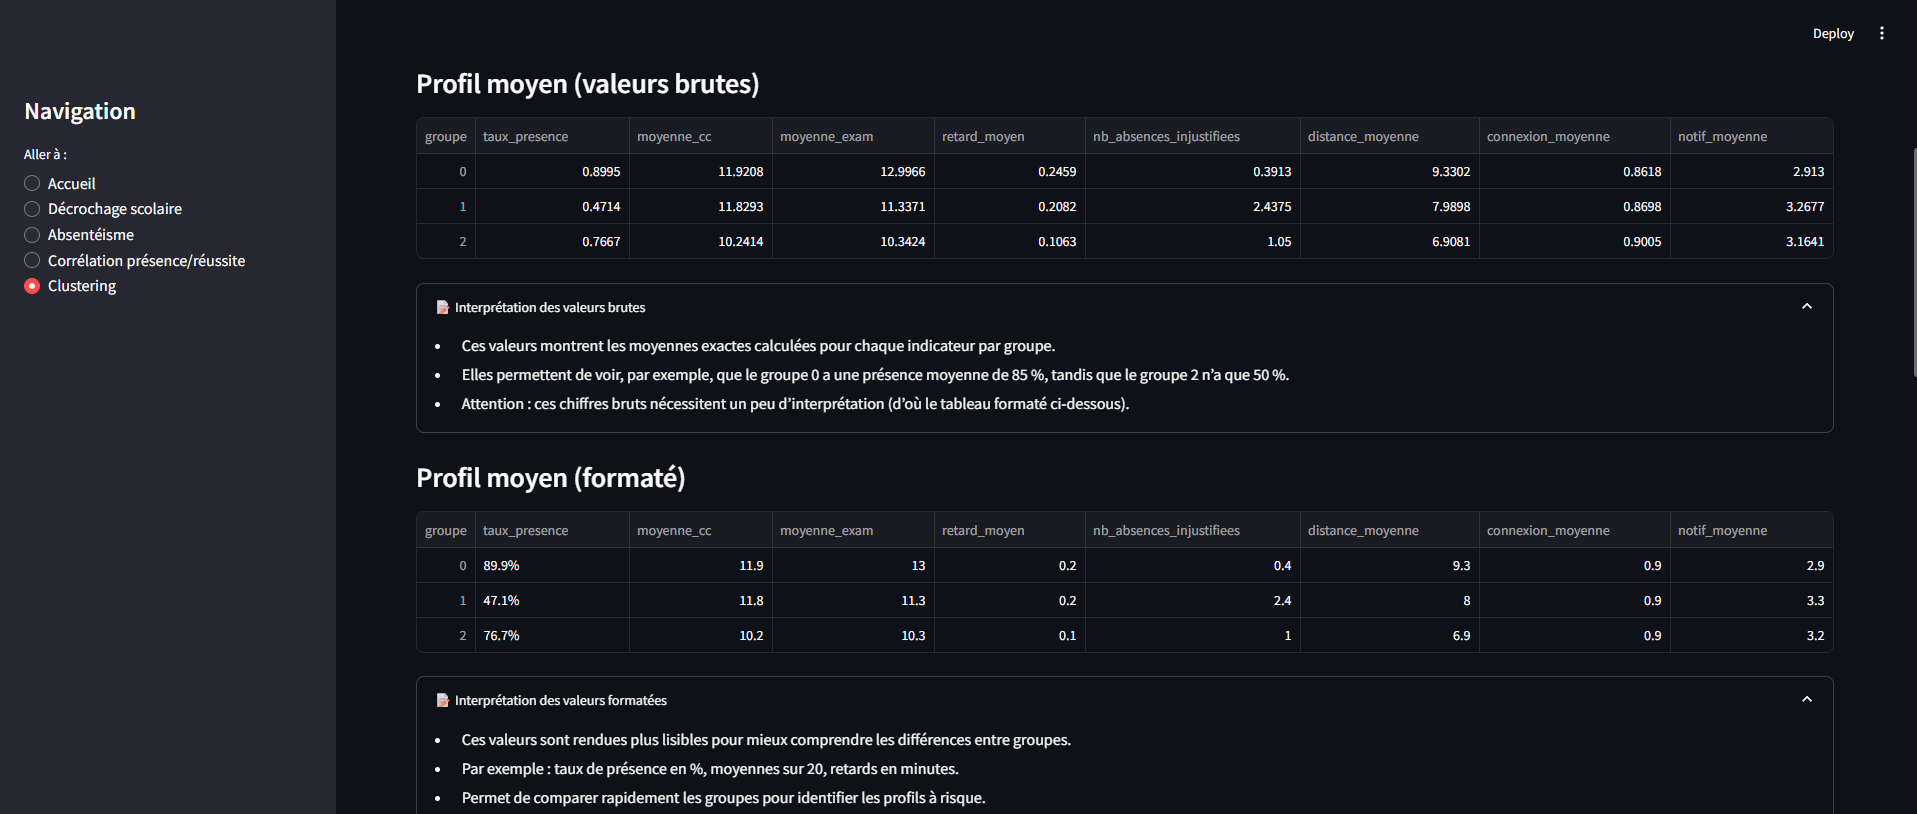 Deploy
Navigation
Aller à :
Accueil
Décrochage scolaire
Absentéisme
Corrélation présence/réussite
Clustering
Profil moyen (valeurs brutes)
groupe taux_presence moyenne_cc moyenne_exam retard_moyen nb_absences_injustifiees distance_moyenne connexion_moyenne notif_moyenne
0 0.8995 11.9208 12.9966 0.2459 0.3913 9.3302 0.8618 2.913
1 0.4714 11.8293 11.3371 0.2082 2.4375 7.9898 0.8698 3.2677
2 0.7667 10.2414 10.3424 0.1063 1.05 6.9081 0.9005 3.1641
Interprétation des valeurs brutes
• Ces valeurs montrent les moyennes exactes calculées pour chaque indicateur par groupe.
• Elles permettent de voir, par exemple, que le groupe 0 a une présence moyenne de 85 %, tandis que le groupe 2 n’a que 50 %.
• Attention : ces chiffres bruts nécessitent un peu d’interprétation (d’où le tableau formaté ci-dessous).
Profil moyen (formaté)
groupe taux_presence moyenne_cc moyenne_exam retard_moyen nb_absences_injustifiees distance_moyenne connexion_moyenne notif_moyenne
0 89.9% 11.9 13 0.2 0.4 9.3 0.9 2.9
1 47.1% 11.8 11.3 0.2 2.4 8 0.9 3.3
2 76.7% 10.2 10.3 0.1 1 6.9 0.9 3.2
Interprétation des valeurs formatées
• Ces valeurs sont rendues plus lisibles pour mieux comprendre les différences entre groupes.
• Par exemple : taux de présence en %, moyennes sur 20, retards en minutes.
• Permet de comparer rapidement les groupes pour identifier les profils à risque.